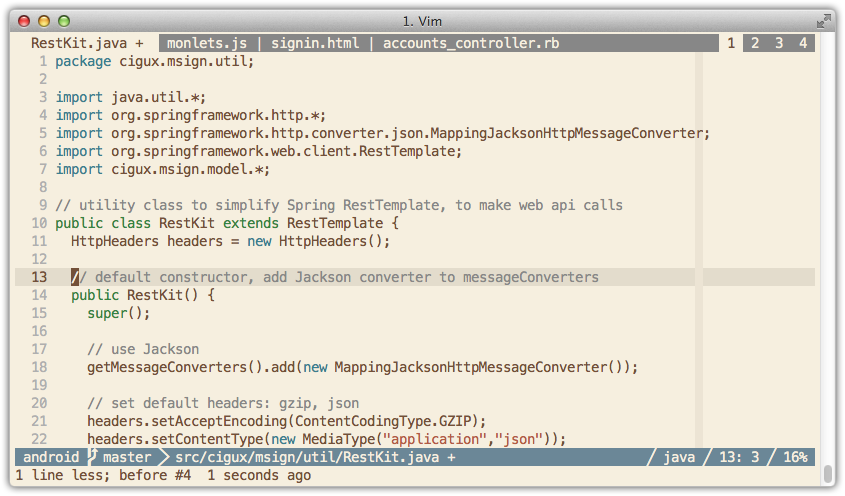 1. Vim
RestKit.java + monlets.js | signin.html | accounts_controller.rb 1 2 3 4
1 package cigux.msign.util;
2
3 import java.util.*;
4 import org.springframework.http.*;
5 import org.springframework.http.converter.json.MappingJacksonHttpMessageConverter;
6 import org.springframework.web.client.RestTemplate;
7 import cigux.msign.model.*;
8
9 // utility class to simplify Spring RestTemplate, to make web api calls
10 public class RestKit extends RestTemplate {
11   HttpHeaders headers = new HttpHeaders();
12
13   // default constructor, add Jackson converter to messageConverters
14   public RestKit() {
15     super();
16
17     // use Jackson
18     getMessageConverters().add(new MappingJacksonHttpMessageConverter());
19
20     // set default headers: gzip, json
21     headers.setAcceptEncoding(ContentCodingType.GZIP);
22     headers.setContentType(new MediaType("application","json"));
android master src/cigux/msign/util/RestKit.java + java 13: 3 16%
1 line less; before #4  1 seconds ago